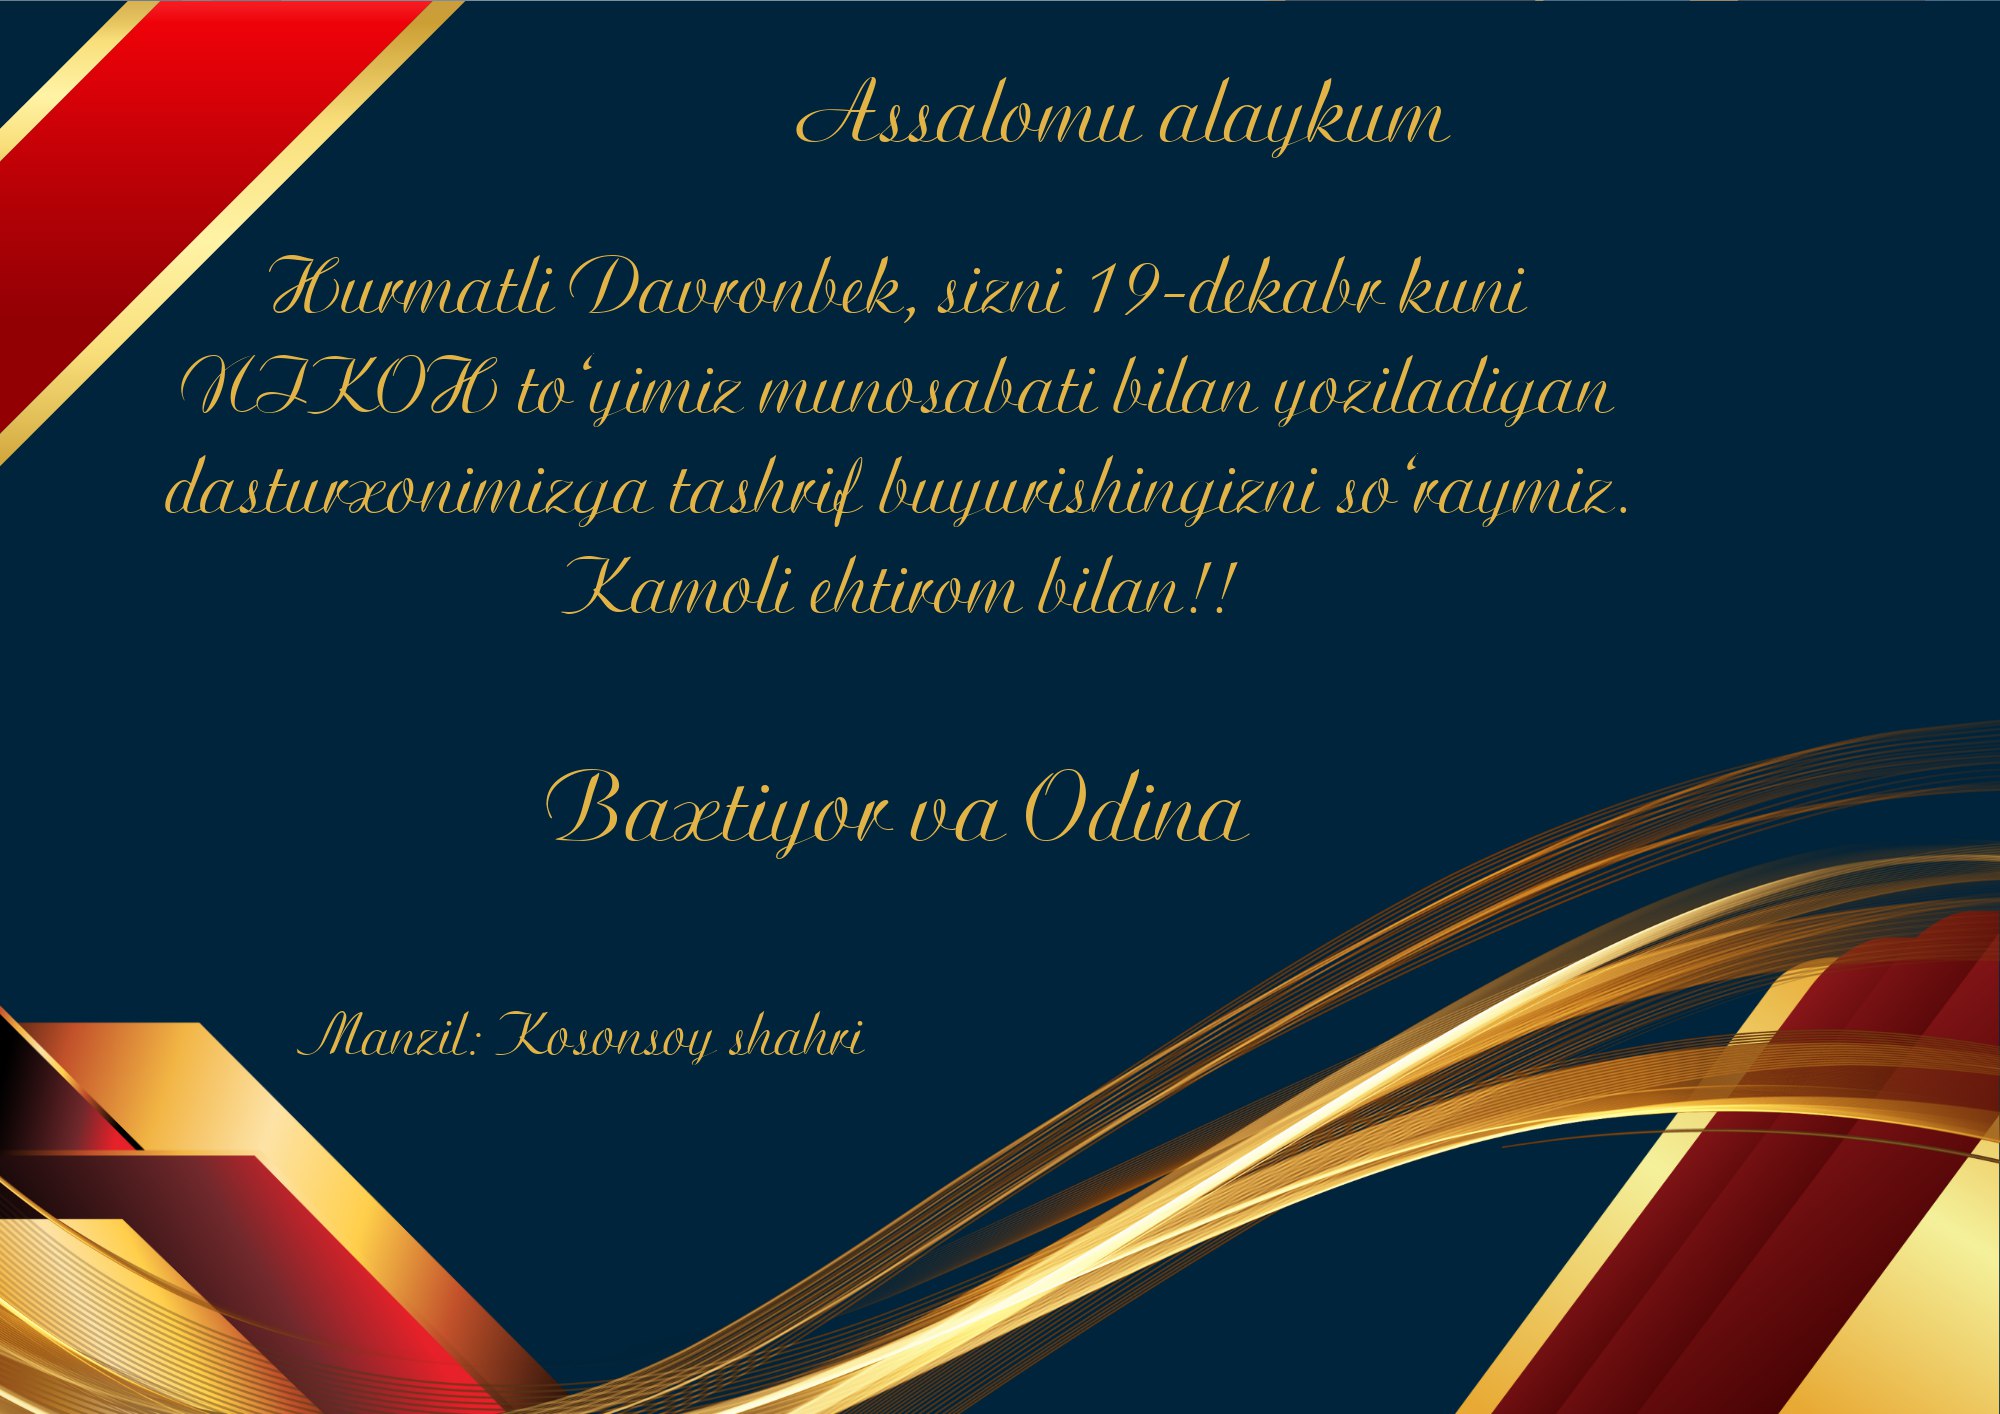 Assalomu alaykum
Hurmatli Davronbek, sizni 19-dekabr kuni
NIKOH to‘yimiz munosabati bilan yoziladigan
dasturxonimizga tashrif buyurishingizni so‘raymiz.
Kamoli ehtirom bilan!!
Baxtiyor va Odina
Manzil: Kosonsoy shahri